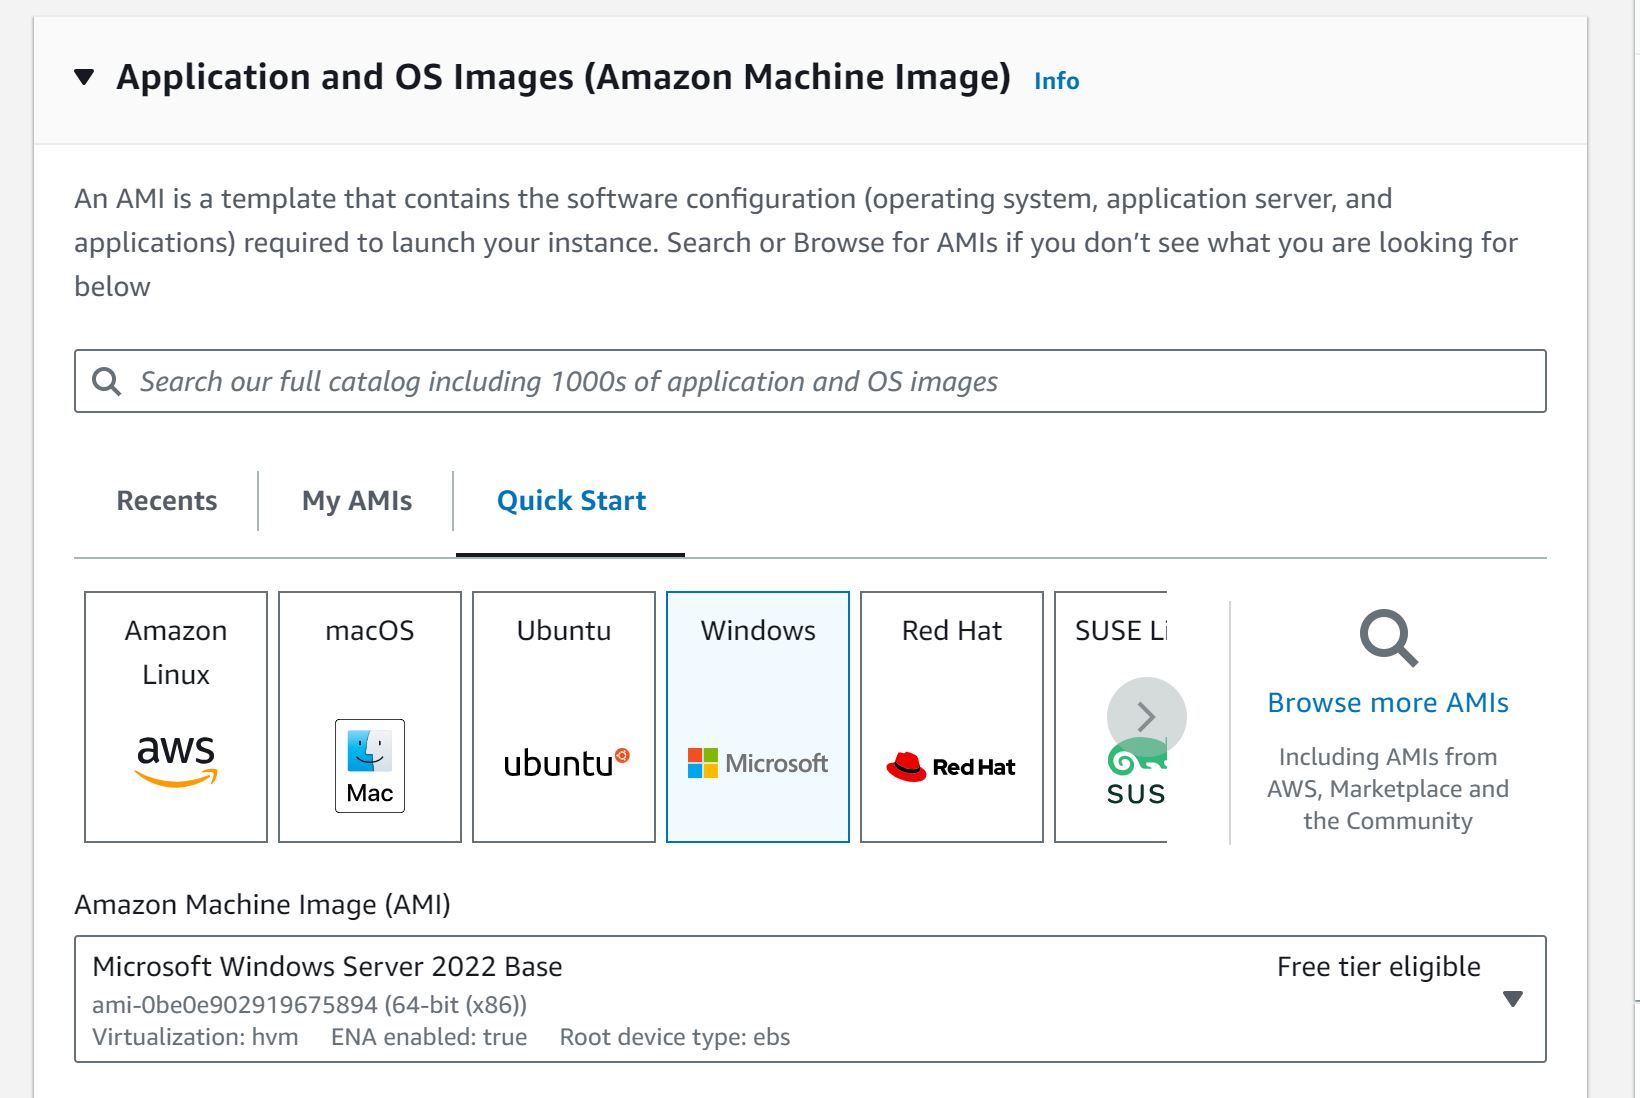 Application and OS Images (Amazon Machine Image) Info
An AMI is a template that contains the software configuration (operating system, application server, and
applications) required to launch your instance. Search or Browse for AMIs if you don’t see what you are looking for
below
Search our full catalog including 1000s of application and OS images
Recents
My AMIs
Quick Start
Amazon
Linux
aws
macOS
Mac
Ubuntu
ubuntu
Windows
Microsoft
Red Hat
Red Hat
SUSE Li
SUS
Browse more AMIs
Including AMIs from
AWS, Marketplace and
the Community
Amazon Machine Image (AMI)
Microsoft Windows Server 2022 Base
Free tier eligible
ami-0be0e902919675894 (64-bit (x86))
Virtualization: hvm ENA enabled: true Root device type: ebs